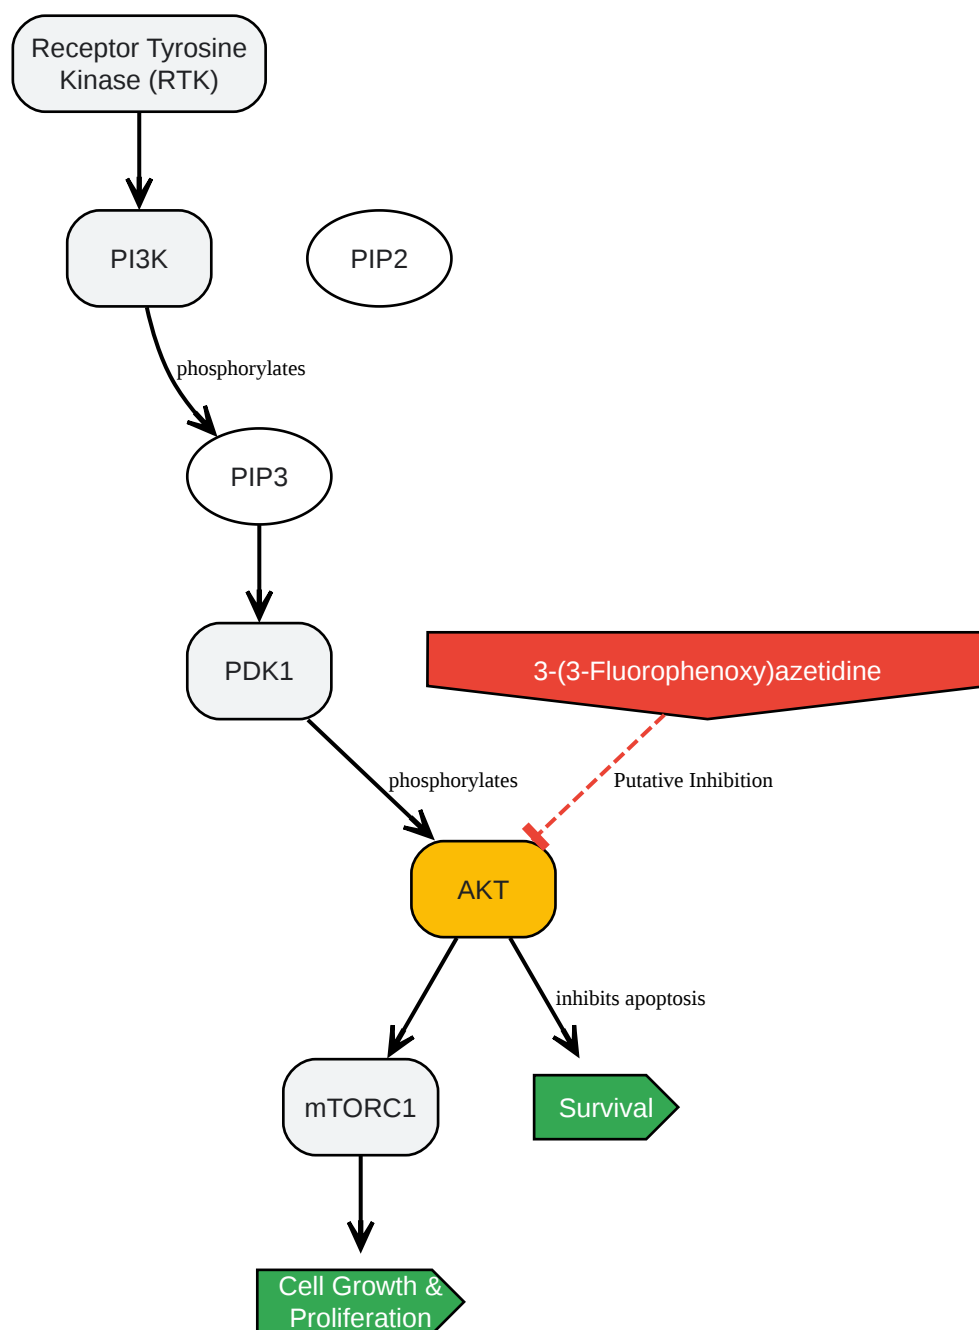 Receptor Tyrosine
Kinase (RTK)
PI3K
PIP2
phosphorylates
PIP3
PDK1
3-(3-Fluorophenoxy)azetidine
phosphorylates
Putative Inhibition
AKT
inhibits apoptosis
mTORC1
Survival
Cell Growth &
Proliferation